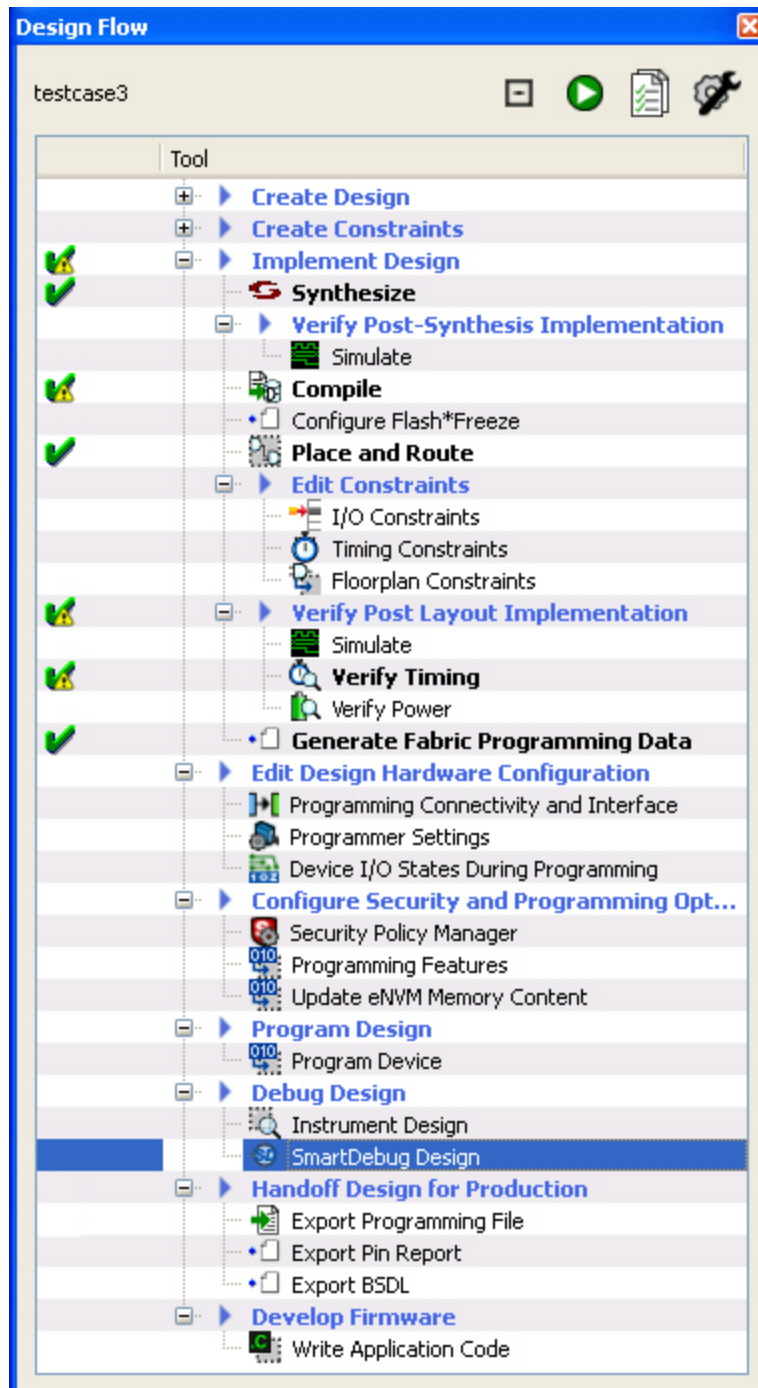 Design Flow
testcase3
Tool
Create Design
Create Constraints
Implement Design
Synthesize
Verify Post-Synthesis Implementation
Simulate
Compile
Configure Flash*Freeze
Place and Route
Edit Constraints
I/O Constraints
Timing Constraints
Floorplan Constraints
Verify Post Layout Implementation
Simulate
Verify Timing
Verify Power
Generate Fabric Programming Data
Edit Design Hardware Configuration
Programming Connectivity and Interface
Programmer Settings
Device I/O States During Programming
Configure Security and Programming Opt...
Security Policy Manager
Programming Features
Update eNVM Memory Content
Program Design
Program Device
Debug Design
Instrument Design
SmartDebug Design
Handoff Design for Production
Export Programming File
Export Pin Report
Export BSDL
Develop Firmware
Write Application Code